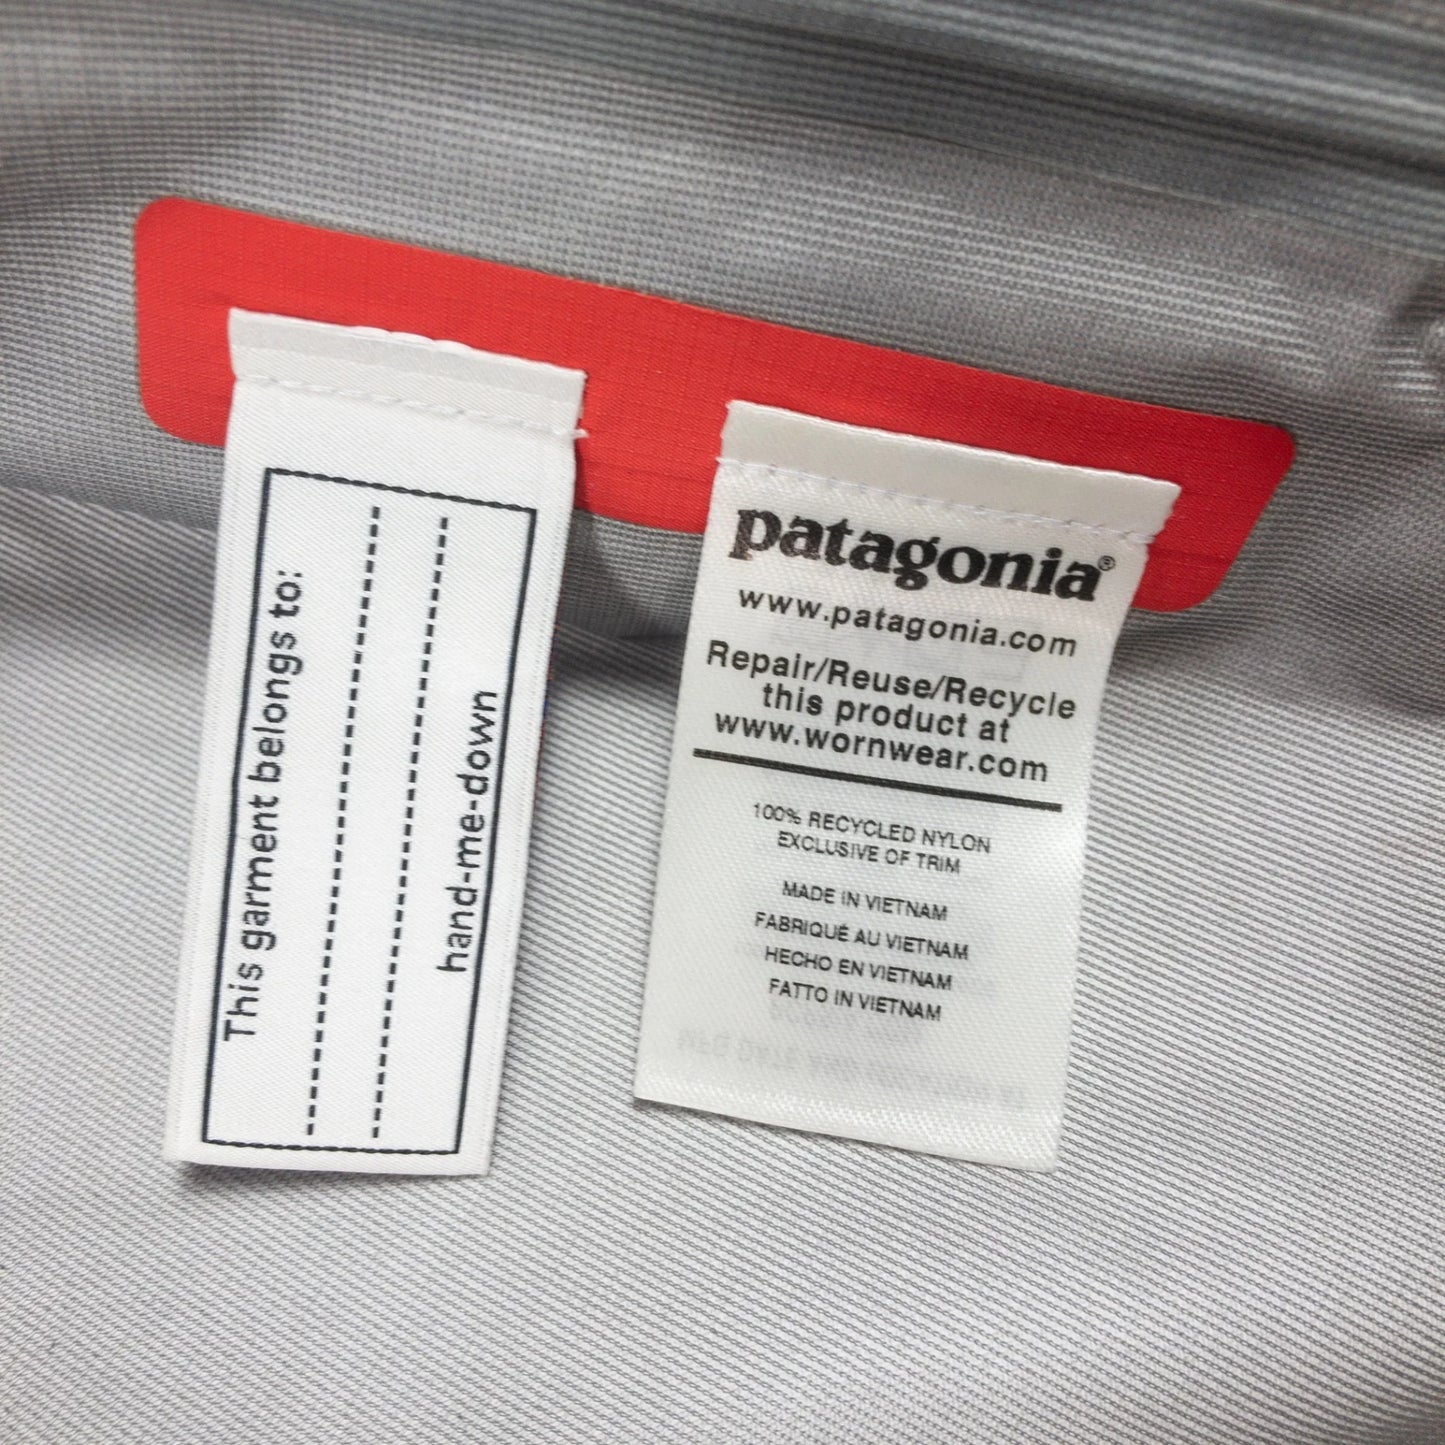 This garment belongs to:
hand-me-down
patagonia®
www.patagonia.com
Repair/Reuse/Recycle
this product at
www.wornwear.com
100% RECYCLED NYLON
EXCLUSIVE OF TRIM
MADE IN VIETNAM
FABRIQUÉ AU VIETNAM
HECHO EN VIETNAM
FATTO IN VIETNAM